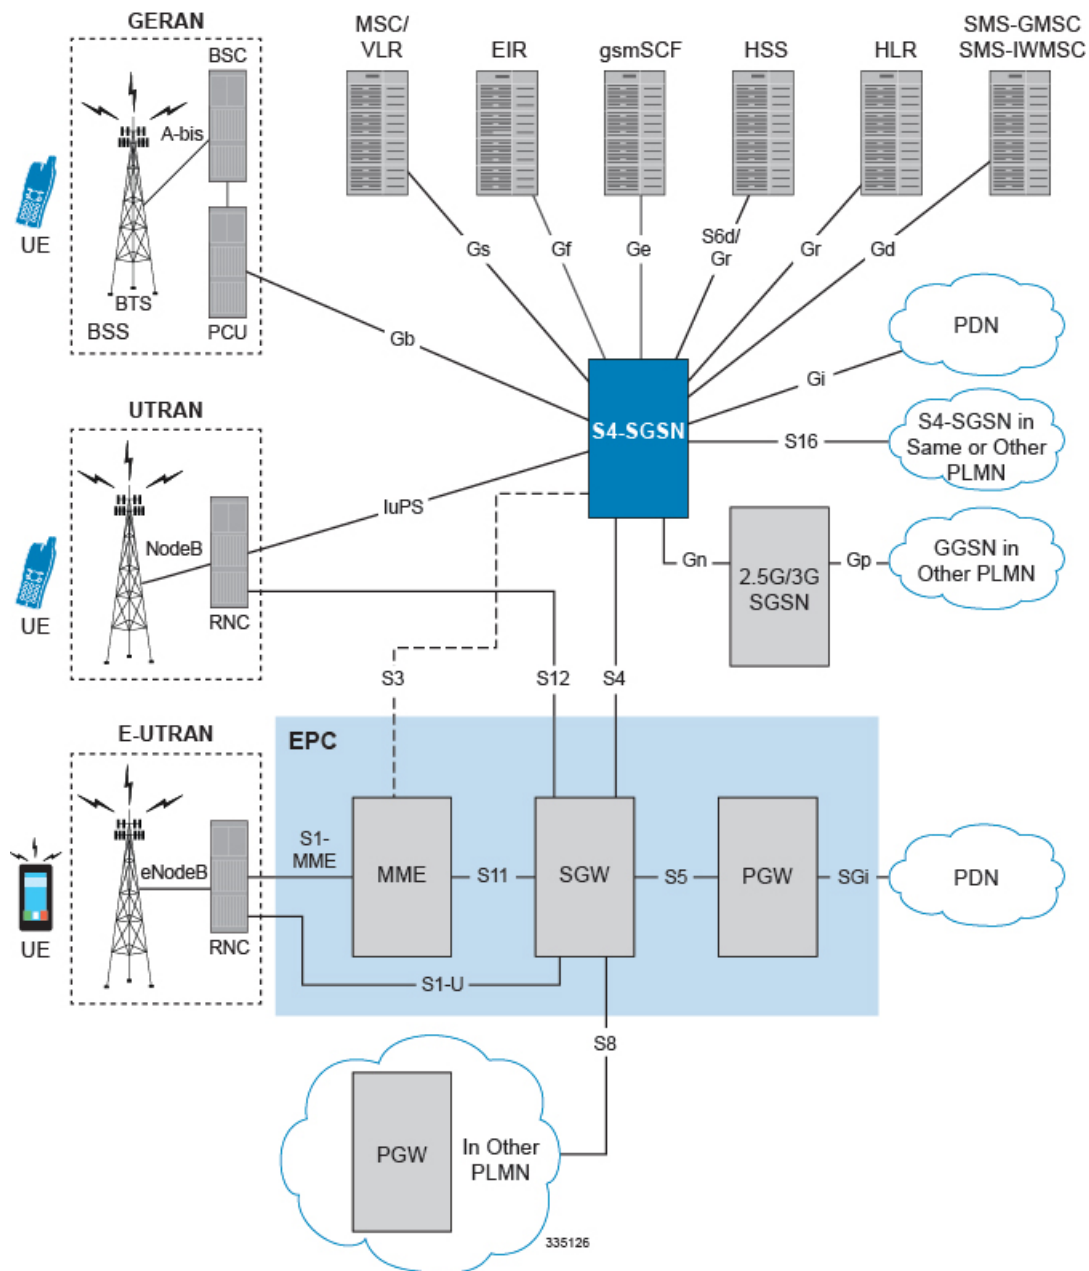 GERAN
BSC
A-bis
UE
BTS
BSS
PCU
MSC/
VLR
EIR
gsmSCF
HSS
HLR
SMS-GMSC
SMS-IWMSC
Gs
Gf
Ge
S6d/
Gr
Gr
Gd
Gb
PDN
Gi
UTRAN
S4-SGSN
S16
S4-SGSN in
Same or Other
PLMN
IuPS
NodeB
UE
RNC
Gn
2.5G/3G
SGSN
Gp
GGSN in
Other PLMN
S3
S12
S4
E-UTRAN
EPC
eNodeB
UE
RNC
S1-
MME
MME
S11
SGW
S5
PGW
SGi
PDN
S1-U
S8
PGW
In Other
PLMN
335126